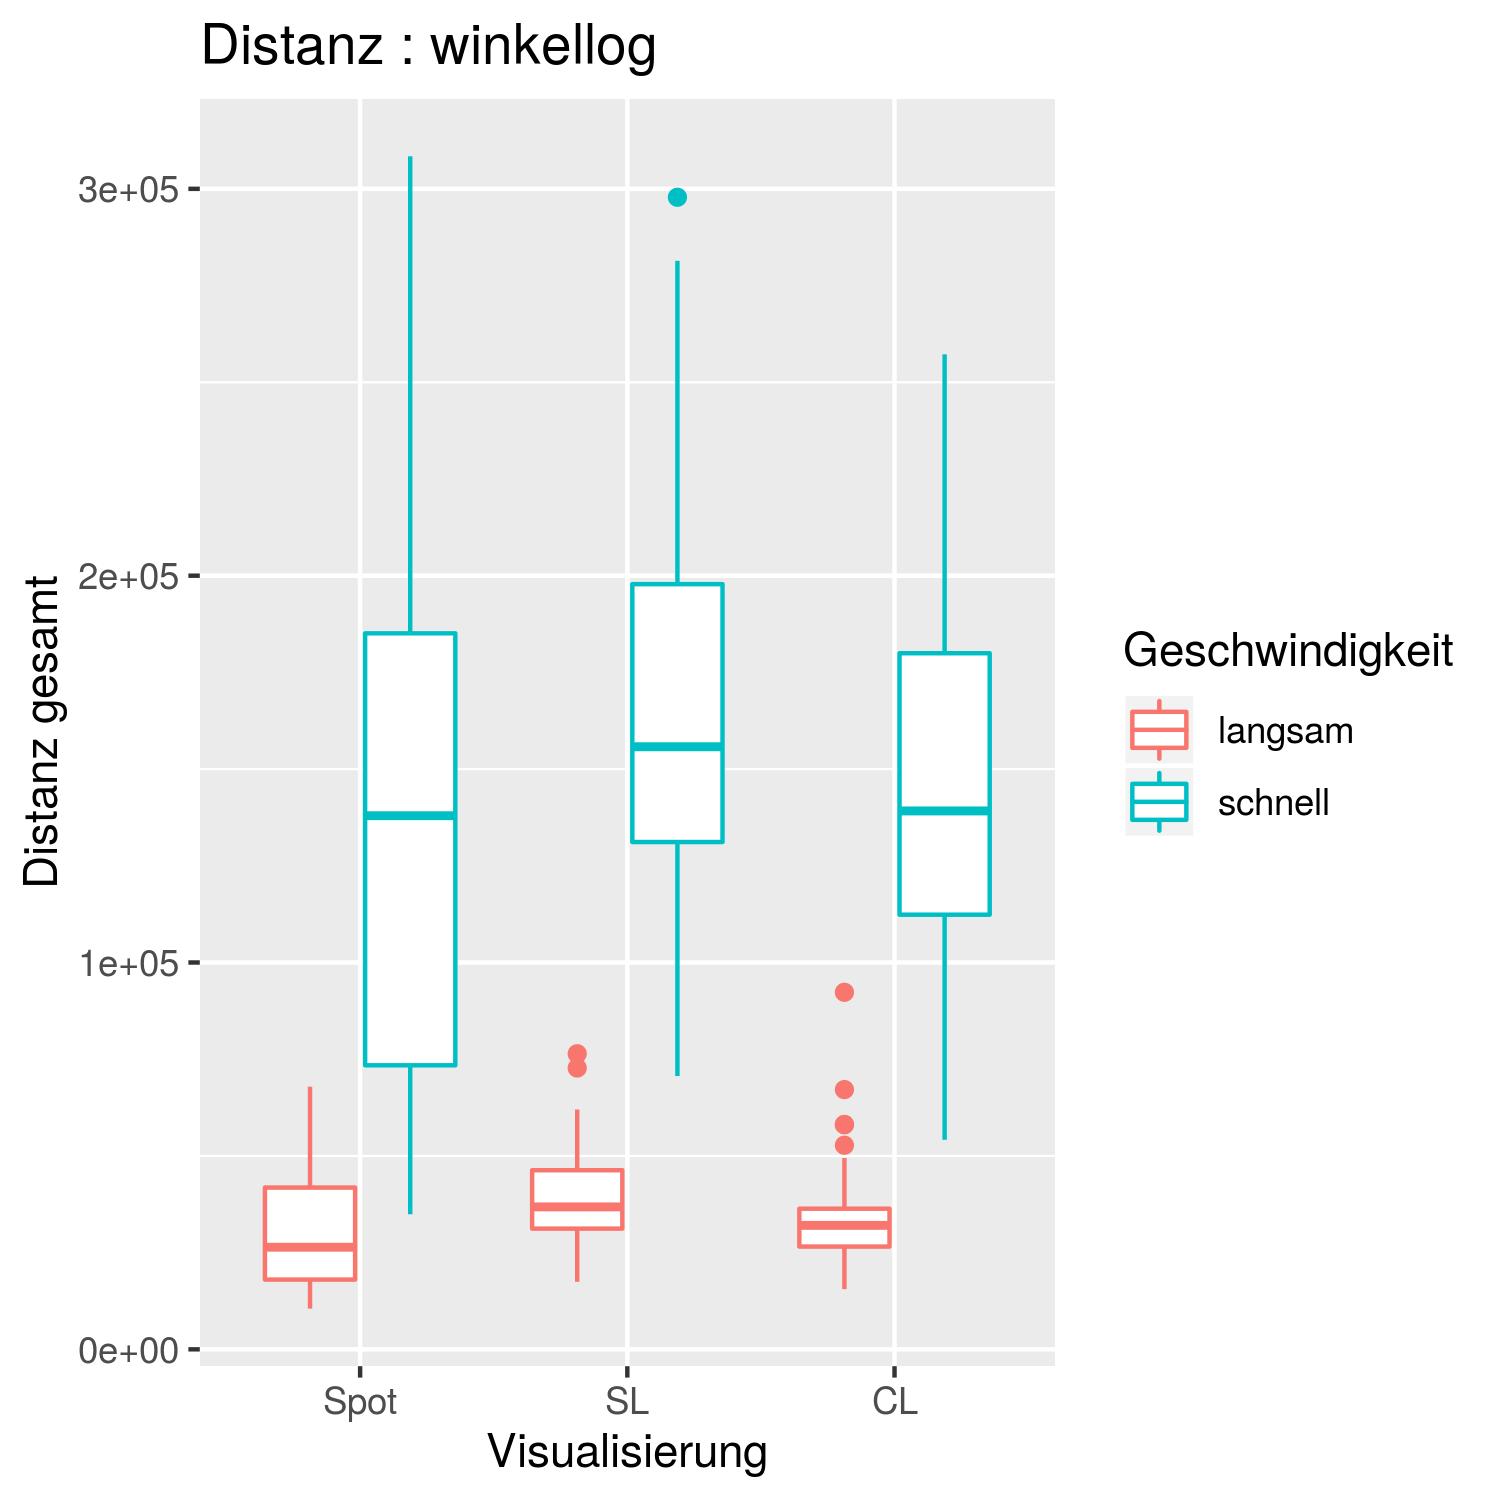 Distanz : winkellog
Distanz gesamt
3e+05
2e+05
1e+05
0e+00
Spot
SL
CL
Visualisierung
Geschwindigkeit
langsam
schnell